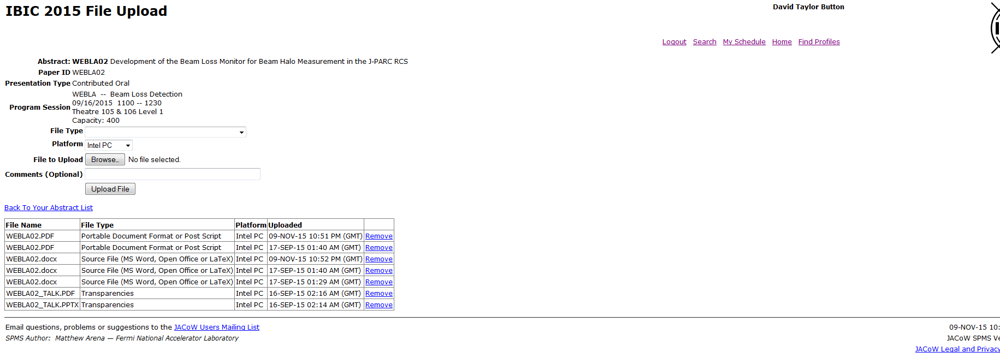 IBIC 2015 File Upload
David Taylor Button
Logout Search My Schedule Home Find Profiles
Abstract: WEBLA02 Development of the Beam Loss Monitor for Beam Halo Measurement in the J-PARC RCS
Paper ID WEBLA02
Presentation Type Contributed Oral
Program Session WEBLA -- Beam Loss Detection
09/16/2015 1100 -- 1230
Theatre 105 & 106 Level 1
Capacity: 400
File Type
Platform Intel PC
File to Upload Browse… No file selected.
Comments (Optional)
Upload File
Back To Your Abstract List
File Name File Type Platform Uploaded
WEBLA02.PDF Portable Document Format or Post Script Intel PC 09-NOV-15 10:51 PM (GMT) Remove
WEBLA02.PDF Portable Document Format or Post Script Intel PC 17-SEP-15 01:40 AM (GMT) Remove
WEBLA02.docx Source File (MS Word, Open Office or LaTeX) Intel PC 09-NOV-15 10:52 PM (GMT) Remove
WEBLA02.docx Source File (MS Word, Open Office or LaTeX) Intel PC 17-SEP-15 01:40 AM (GMT) Remove
WEBLA02.docx Source File (MS Word, Open Office or LaTeX) Intel PC 17-SEP-15 01:29 AM (GMT) Remove
WEBLA02_TALK.PDF Transparencies Intel PC 16-SEP-15 02:16 AM (GMT) Remove
WEBLA02_TALK.PPTX Transparencies Intel PC 16-SEP-15 02:14 AM (GMT) Remove
Email questions, problems or suggestions to the JACoW Users Mailing List
09-NOV-15 10:
SPMS Author: Matthew Arena — Fermi National Accelerator Laboratory
JACoW SPMS Ve
JACoW Legal and Privacy